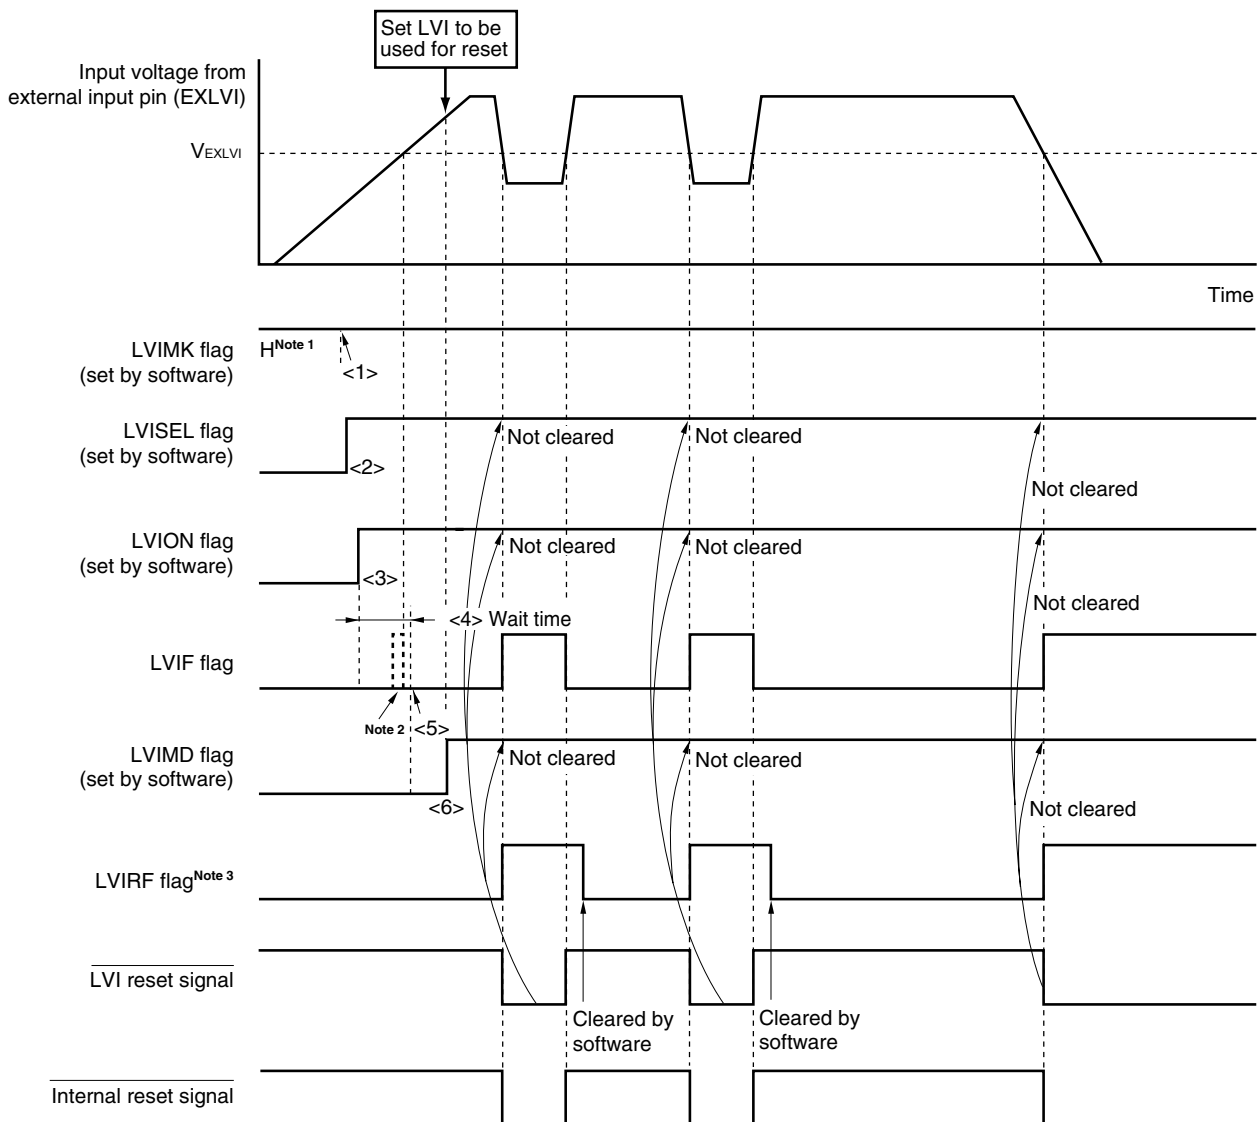 Set LVI to be
used for reset
Input voltage from
external input pin (EXLVI)
VEXLVI
Time
LVIMK flag
(set by software)
HNote 1
<1>
LVISEL flag
(set by software)
<2>
Not cleared
Not cleared
Not cleared
LVION flag
(set by software)
<3>
Not cleared
Not cleared
Not cleared
<4> Wait time
LVIF flag
Note 2
<5>
LVIMD flag
(set by software)
<6>
Not cleared
Not cleared
Not cleared
LVIRF flagNote 3
LVI reset signal
Cleared by
software
Cleared by
software
Internal reset signal